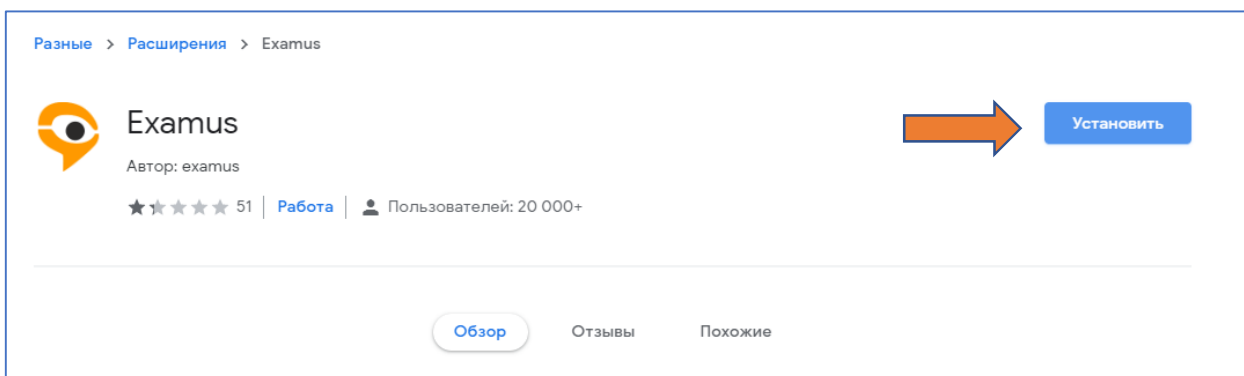 Разные > Расширения > Examus
Examus
Установить
Автор: examus
51 | Работа | Пользователей: 20 000+
Обзор Отзывы Похожие